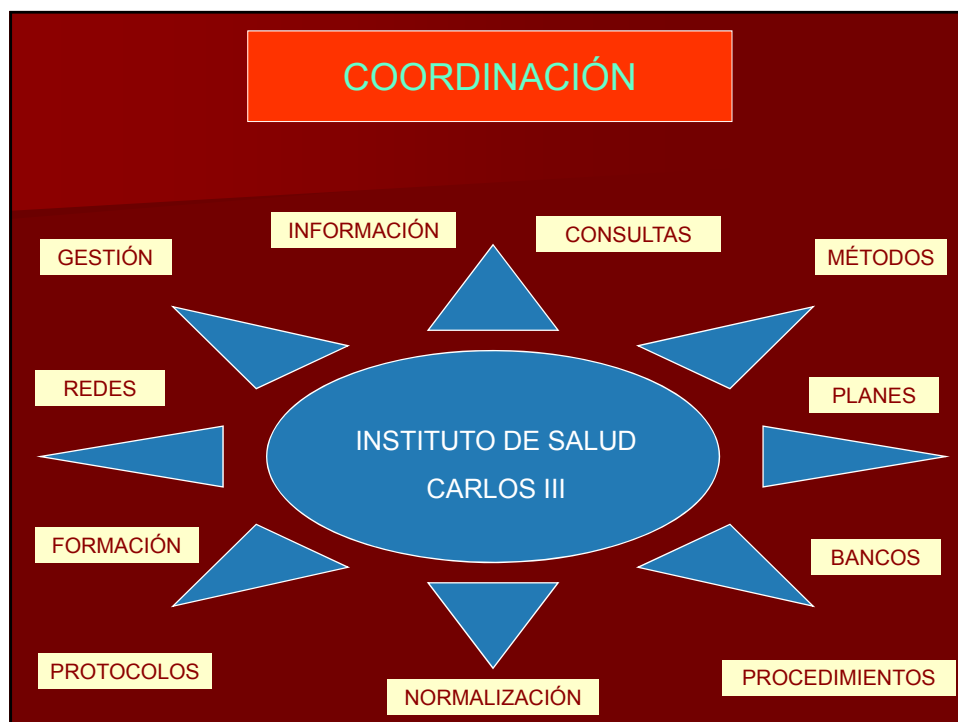 COORDINACIÓN
INFORMACIÓN
CONSULTAS
GESTIÓN
MÉTODOS
REDES
PLANES
INSTITUTO DE SALUD
CARLOS III
FORMACIÓN
BANCOS
PROTOCOLOS
PROCEDIMIENTOS
NORMALIZACIÓN